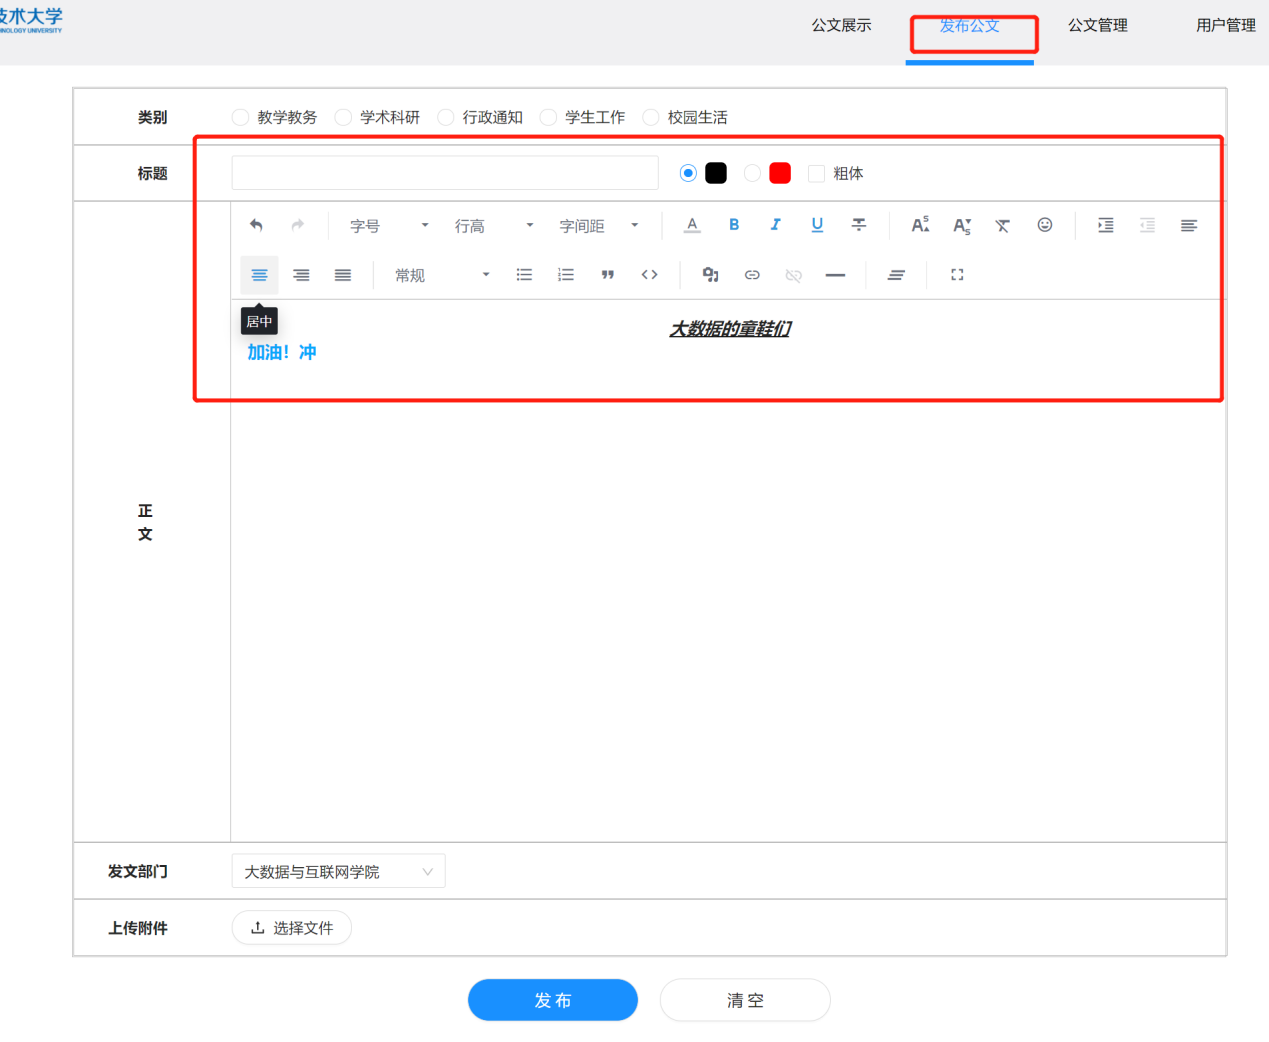 技术大学
公文展示 发布公文 公文管理 用户管理
类别 教学教务 学术科研 行政通知 学生工作 校园生活
标题 粗体
字号 行高 字间距
常规
居中
大数据的童鞋们
加油！冲
正
文
发文部门 大数据与互联网学院
上传附件 选择文件
发布 清空